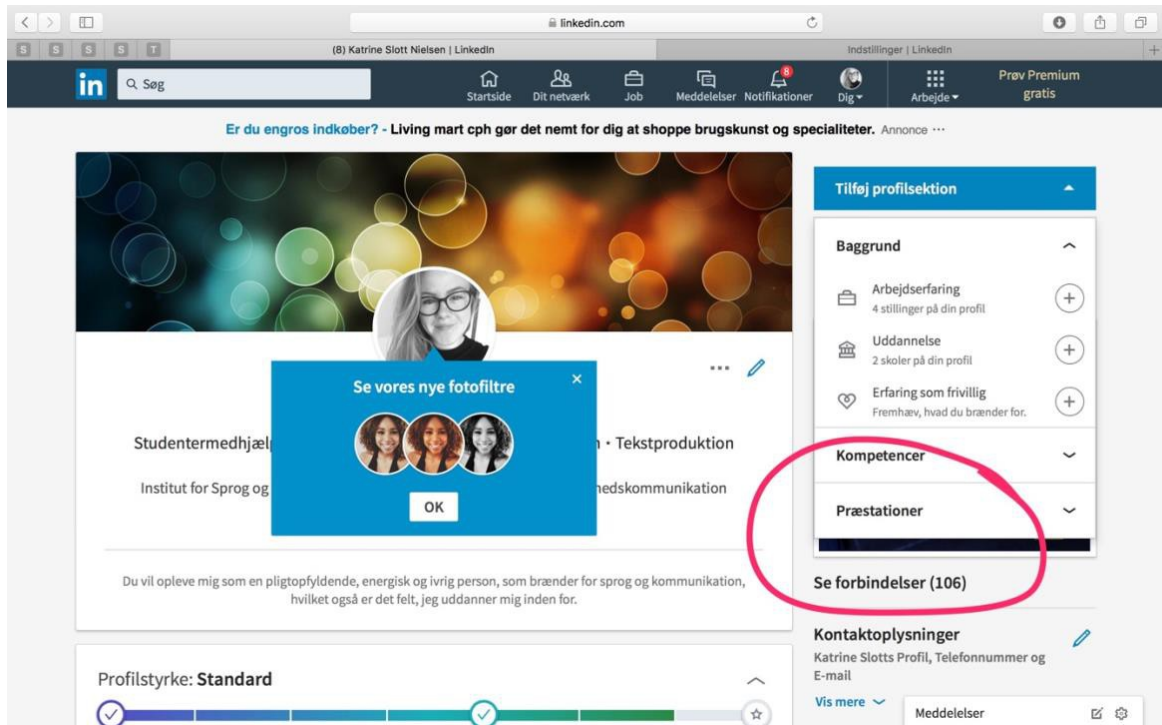 linkedin.com
S S S S T
(8) Katrine Slott Nielsen | LinkedIn
Indstillinger | LinkedIn
in
Søg
Startside
Dit netværk
Job
Meddelelser
8
Notifikationer
Dig
Arbejde
Prøv Premium
gratis
Er du engros indkøber? - Living mart cph gør det nemt for dig at shoppe brugskunst og specialiteter. Annonce ···
Se vores nye fotofiltre
OK
· Tekstproduktion
Institut for Sprog og
Du vil opleve mig som en pligtopfyldende, energisk og ivrig person, som brænder for sprog og kommunikation,
hvilket også er det felt, jeg uddanner mig inden for.
Profilstyrke: Standard
Tilføj profilsektion
Baggrund
Arbejdserfaring
4 stillinger på din profil
Uddannelse
2 skoler på din profil
Erfaring som frivillig
Fremhæv, hvad du brænder for.
Kompetencer
Præstationer
Se forbindelser (106)
Kontaktoplysninger
Katrine Slotts Profil, Telefonnummer og
E-mail
Vis mere
Meddelelser